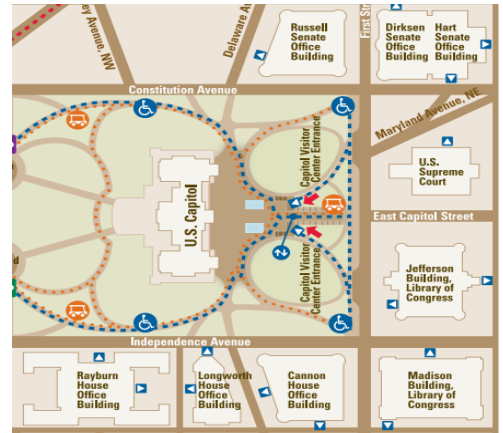 ey Avenue, NW
Delaware Av
First Str
Russell
Senate
Office
Building
Dirksen
Senate
Office
Building
Hart
Senate
Office
Building
Constitution Avenue
Maryland Avenue, NE
Capitol Visitor
Center Entrance
U.S. Capitol
U.S.
Supreme
Court
East Capitol Street
Capitol Visitor
Center Entrance
Jefferson
Building,
Library of
Congress
Independence Avenue
Rayburn
House
Office
Building
Longworth
House
Office
Building
Cannon
House
Office
Building
Madison
Building,
Library of
Congress